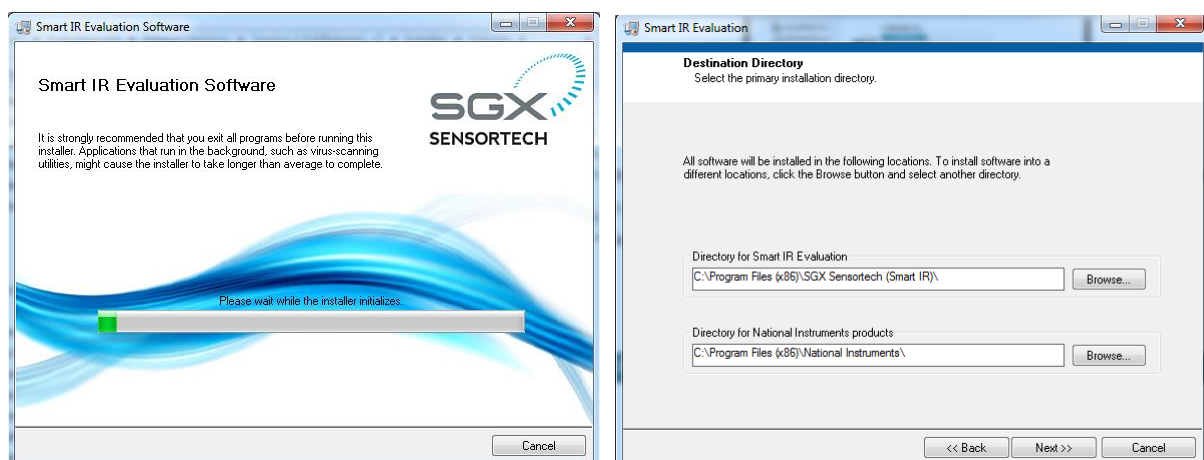 Smart IR Evaluation Software
Smart IR Evaluation Software
SGX
SENSORTECH
It is strongly recommended that you exit all programs before running this
installer. Applications that run in the background, such as virus-scanning
utilities, might cause the installer to take longer than average to complete.
Please wait while the installer initializes.
Cancel
Smart IR Evaluation
Destination Directory
Select the primary installation directory.
All software will be installed in the following locations. To install software into a
different locations, click the Browse button and select another directory.
Directory for Smart IR Evaluation
C:\Program Files (x86)\SGX Sensortech (Smart IR)\
Browse...
Directory for National Instruments products
C:\Program Files (x86)\National Instruments\
Browse...
<< Back
Next >>
Cancel